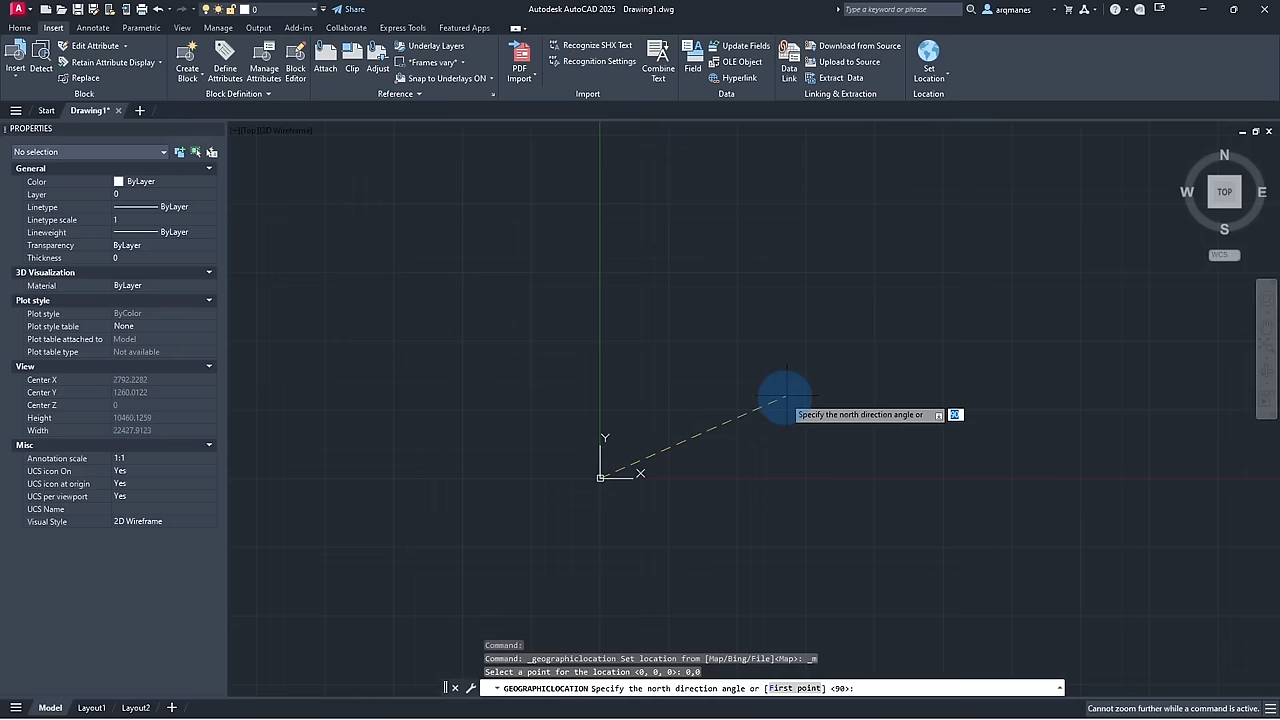 A 0 Share Autodesk AutoCAD 2025 Drawing1.dwg Type a keyword or phrase arqmanes
Home Insert Annotate Parametric View Manage Output Add-ins Collaborate Express Tools Featured Apps
Insert Detect Edit Attribute Retain Attribute Display Replace
Create Block Define Attributes Manage Attributes Block Editor
Attach Clip Adjust Underlay Layers *Frames vary* Snap to Underlays ON
PDF Import Recognize SHX Text Recognition Settings Combine Text
Field Update Fields OLE Object Hyperlink
Data Link Download from Source Upload to Source Extract Data
Set Location
Block Block Definition Reference Import Data Linking & Extraction Location
Start Drawing1*
PROPERTIES
No selection
General
Color ByLayer
Layer 0
Linetype ByLayer
Linetype scale 1
Lineweight ByLayer
Transparency ByLayer
Thickness 0
3D Visualization
Material ByLayer
Plot style
Plot style ByColor
Plot style table None
Plot table attached to Model
Plot table type Not available
View
Center X 2792.2282
Center Y 1260.0122
Center Z 0
Height 10460.1259
Width 22427.9123
Misc
Annotation scale 1:1
UCS icon On Yes
UCS icon at origin Yes
UCS per viewport Yes
UCS Name
Visual Style 2D Wireframe
[−][Top][2D Wireframe]
N
W TOP E
S
WCS
Specify the north direction angle or 90
Y
X
Command:
Command: _geographiclocation Set location from [Map/Bing/File]<Map>: _m
Select a point for the location <0, 0, 0>: 0,0
GEOGRAPHICLOCATION Specify the north direction angle or [First point] <90>:
Model Layout1 Layout2 Cannot zoom further while a command is active.